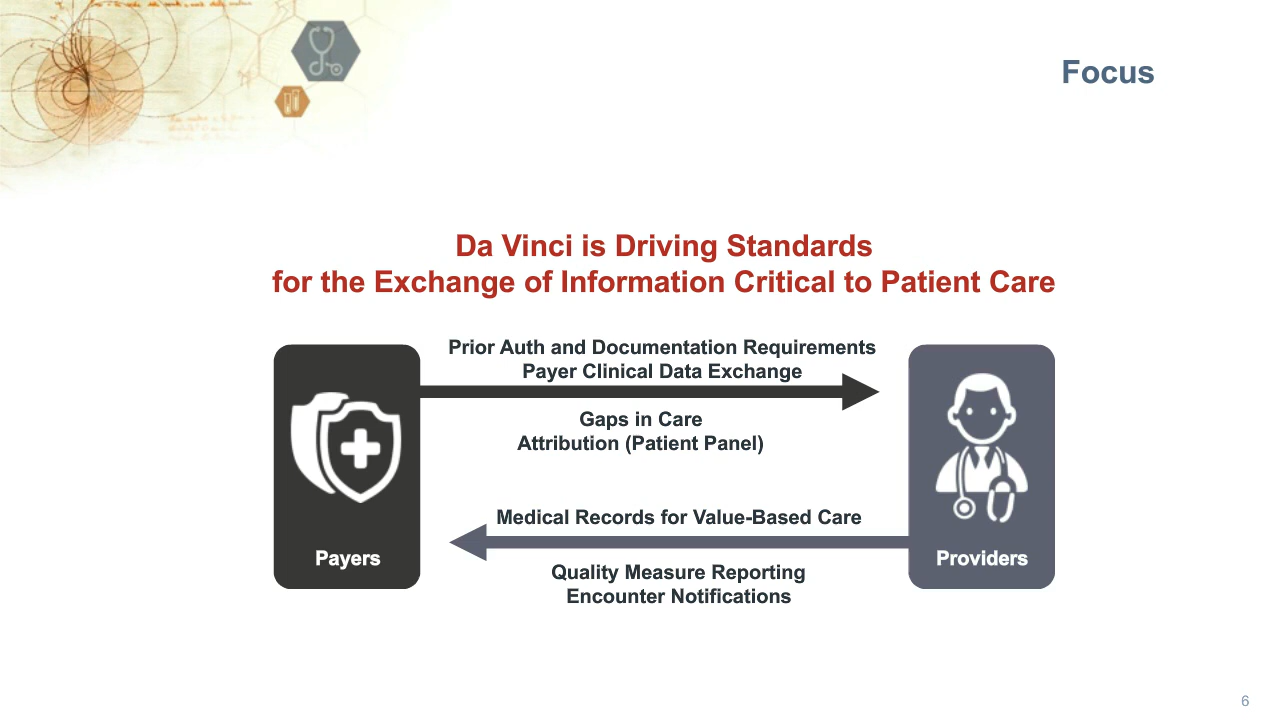 Focus
Da Vinci is Driving Standards
for the Exchange of Information Critical to Patient Care
Prior Auth and Documentation Requirements
Payer Clinical Data Exchange
Gaps in Care
Attribution (Patient Panel)
Medical Records for Value-Based Care
Payers
Providers
Quality Measure Reporting
Encounter Notifications
6